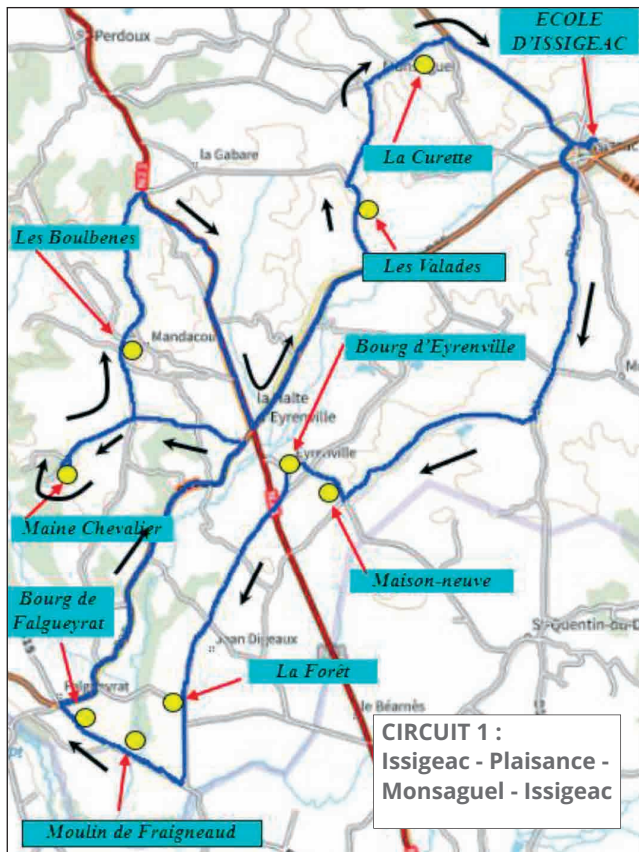 Perdoux
ECOLE
D'ISSIGEAC
La Curette
la Gabare
N21
Les Boulbenes
Les Valades
Mandacou
Bourg d'Eyrenville
la Halte
Eyrenville
Eyrenville
Maine Chevalier
Maison-neuve
Bourg de
Falgueyrat
Jean Digeaux
La Forêt
Falgueyrat
le Béarnès
CIRCUIT 1 :
Issigeac - Plaisance -
Monsaguel - Issigeac
Moulin de Fraigneaud